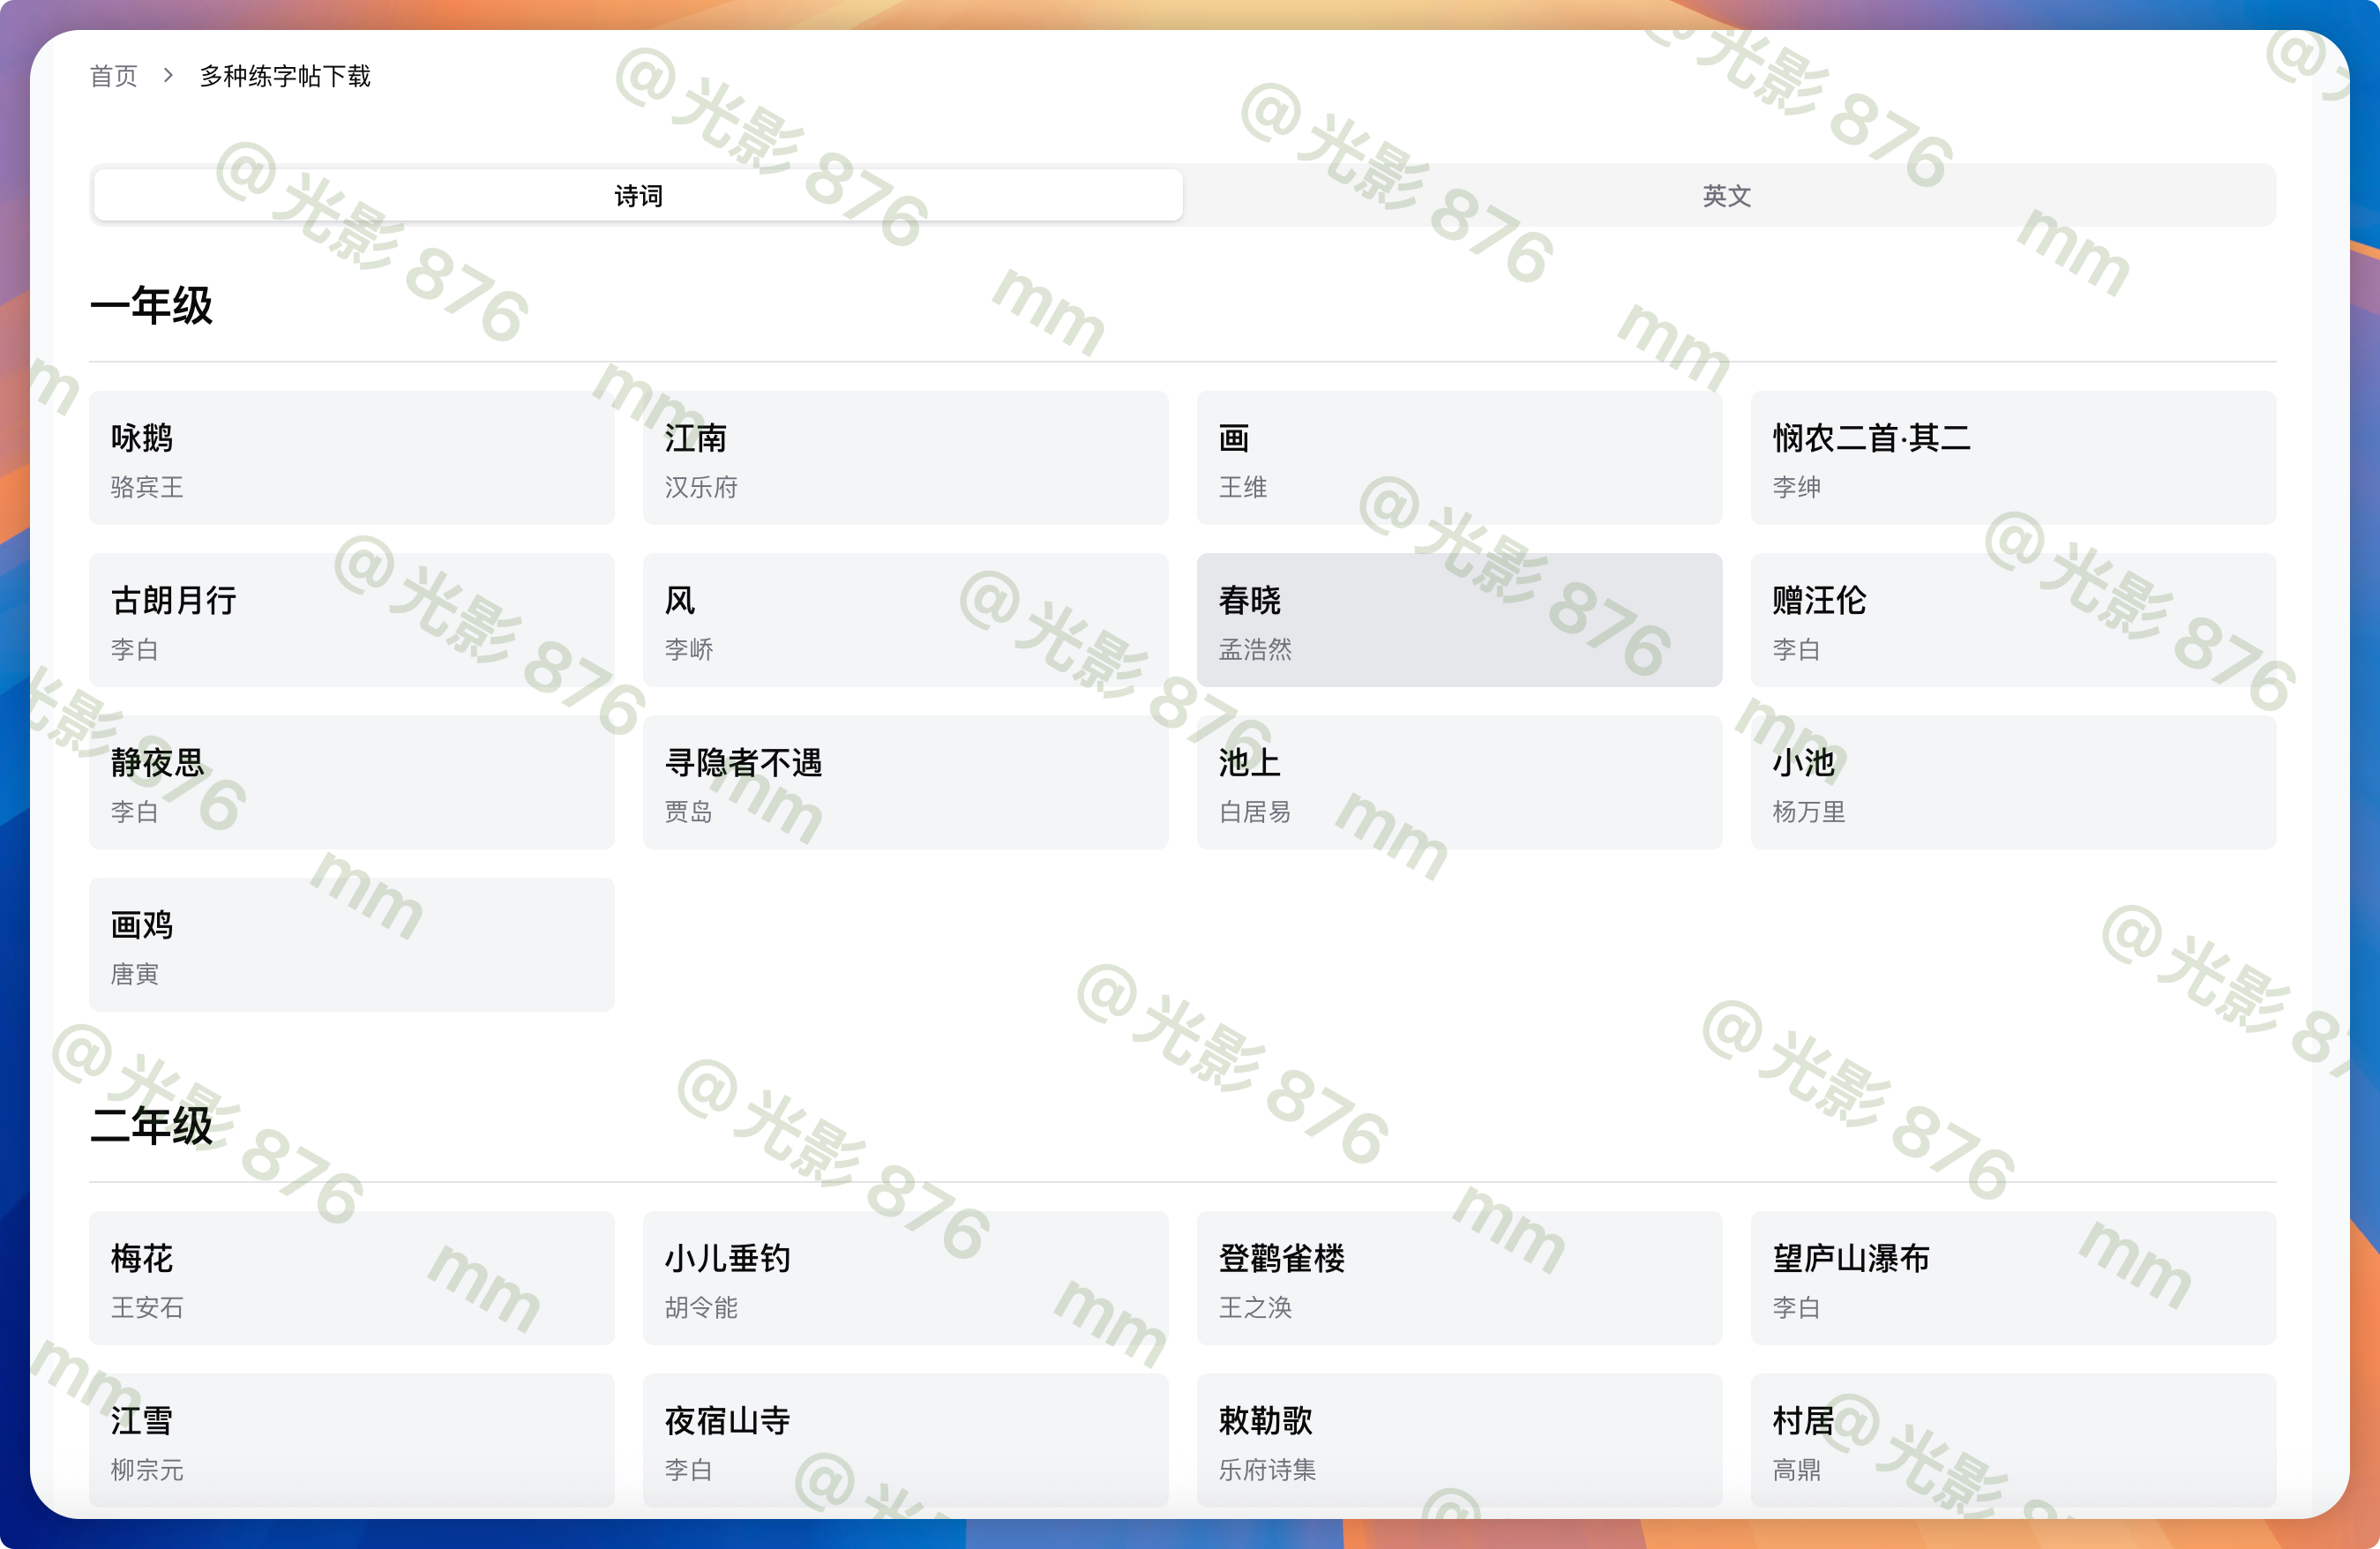 首页 > 多种练字帖下载
诗词 英文
一年级
咏鹅 江南 画 悯农二首·其二
骆宾王 汉乐府 王维 李绅
古朗月行 风 春晓 赠汪伦
李白 李峤 孟浩然 李白
静夜思 寻隐者不遇 池上 小池
李白 贾岛 白居易 杨万里
画鸡
唐寅
二年级
梅花 小儿垂钓 登鹳雀楼 望庐山瀑布
王安石 胡令能 王之涣 李白
江雪 夜宿山寺 敕勒歌 村居
柳宗元 李白 乐府诗集 高鼎
@光影 876 mm